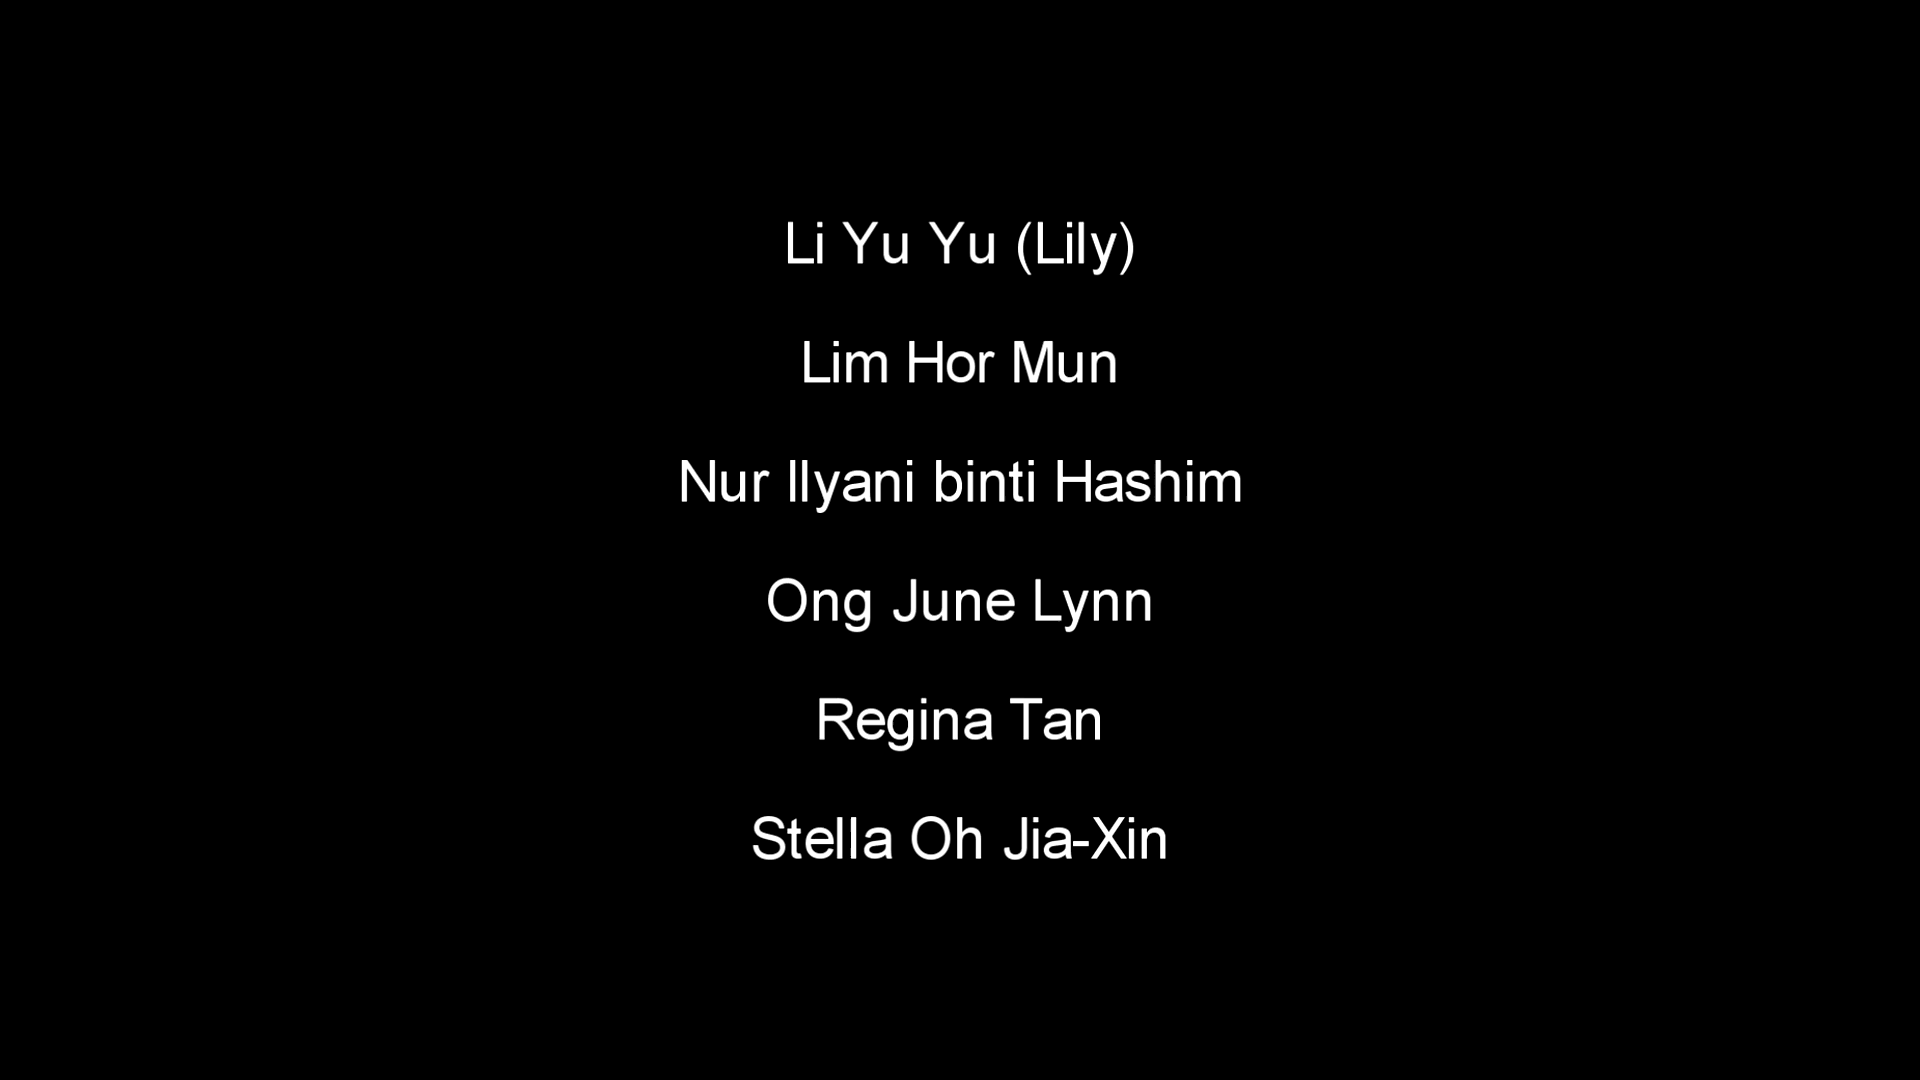 Li Yu Yu (Lily)
Lim Hor Mun
Nur Ilyani binti Hashim
Ong June Lynn
Regina Tan
Stella Oh Jia-Xin